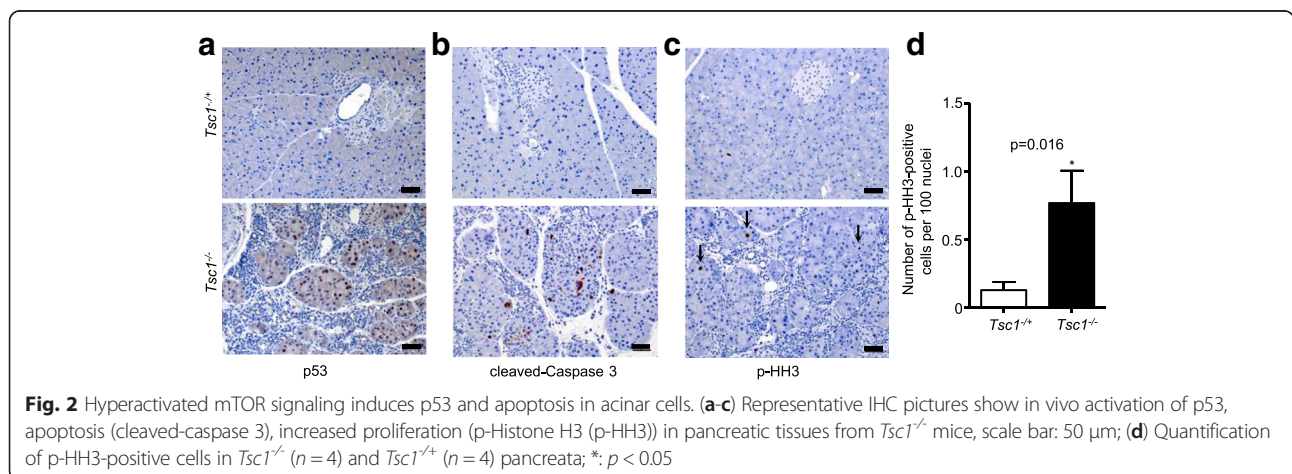 a
b
c
d
Tsc1-/+
Tsc1-/-
p53
cleaved-Caspase 3
p-HH3
Number of p-HH3-positive
cells per 100 nuclei
1.5
1.0
0.5
0
p=0.016
*
Tsc1-/+
Tsc1-/-
Fig. 2 Hyperactivated mTOR signaling induces p53 and apoptosis in acinar cells. (a-c) Representative IHC pictures show in vivo activation of p53,
apoptosis (cleaved-caspase 3), increased proliferation (p-Histone H3 (p-HH3)) in pancreatic tissues from Tsc1-/- mice, scale bar: 50 μm; (d) Quantification
of p-HH3-positive cells in Tsc1-/- (n = 4) and Tsc1-/+ (n = 4) pancreata; *: p < 0.05